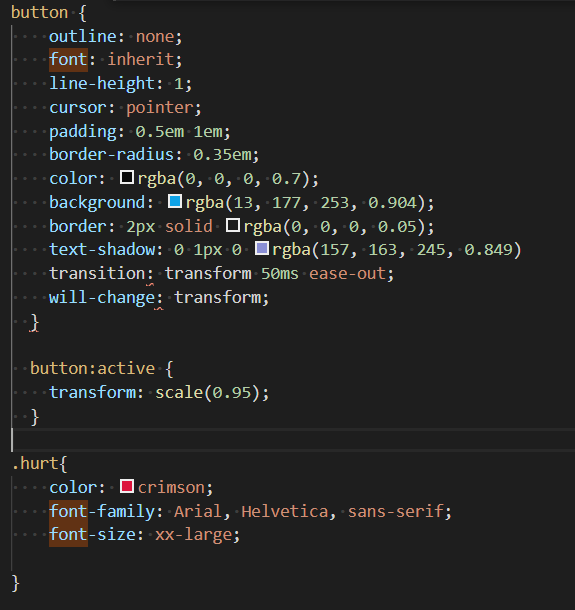 button {
    outline: none;
    font: inherit;
    line-height: 1;
    cursor: pointer;
    padding: 0.5em 1em;
    border-radius: 0.35em;
    color: rgba(0, 0, 0, 0.7);
    background: rgba(13, 177, 253, 0.904);
    border: 2px solid rgba(0, 0, 0, 0.05);
    text-shadow: 0 1px 0 rgba(157, 163, 245, 0.849)
    transition: transform 50ms ease-out;
    will-change: transform;
  }
  button:active {
    transform: scale(0.95);
  }
.hurt{
    color: crimson;
    font-family: Arial, Helvetica, sans-serif;
    font-size: xx-large;
}